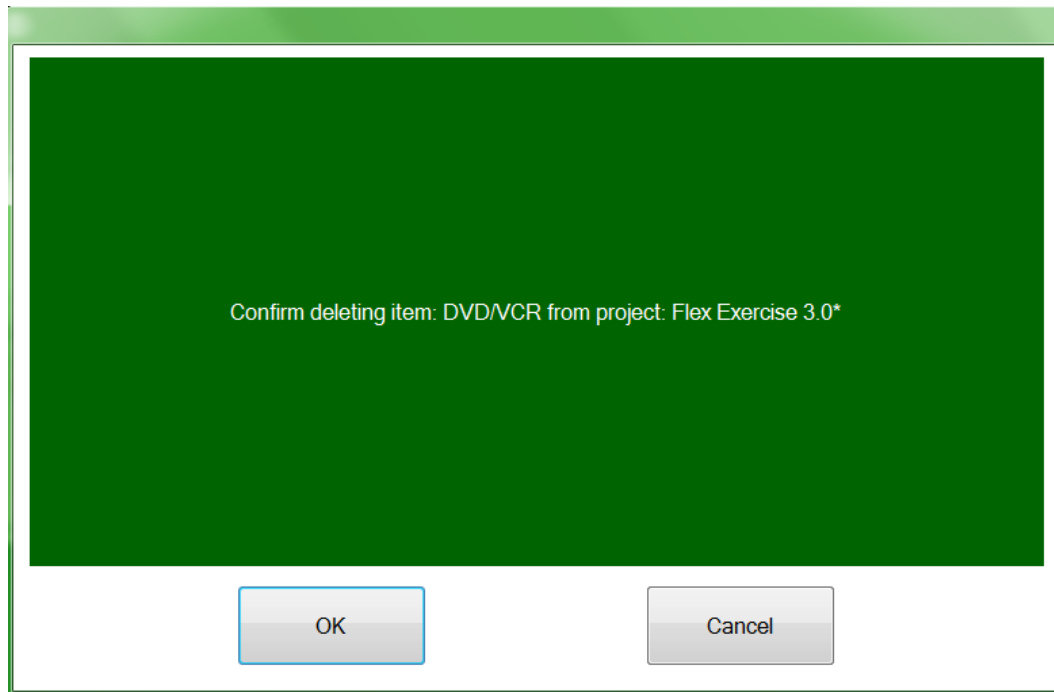 Confirm deleting item: DVD/VCR from project: Flex Exercise 3.0*
OK
Cancel